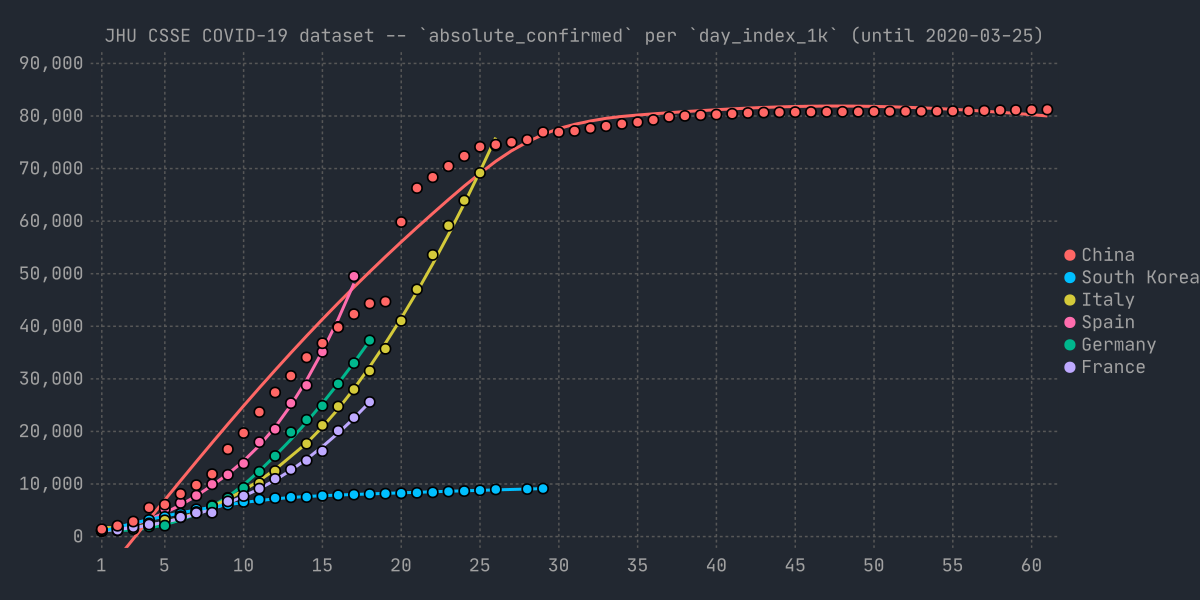 JHU CSSE COVID-19 dataset -- `absolute_confirmed` per `day_index_1k` (until 2020-03-25)
90,000
80,000
70,000
60,000
50,000
40,000
30,000
20,000
10,000
0
1 5 10 15 20 25 30 35 40 45 50 55 60
China
South Korea
Italy
Spain
Germany
France